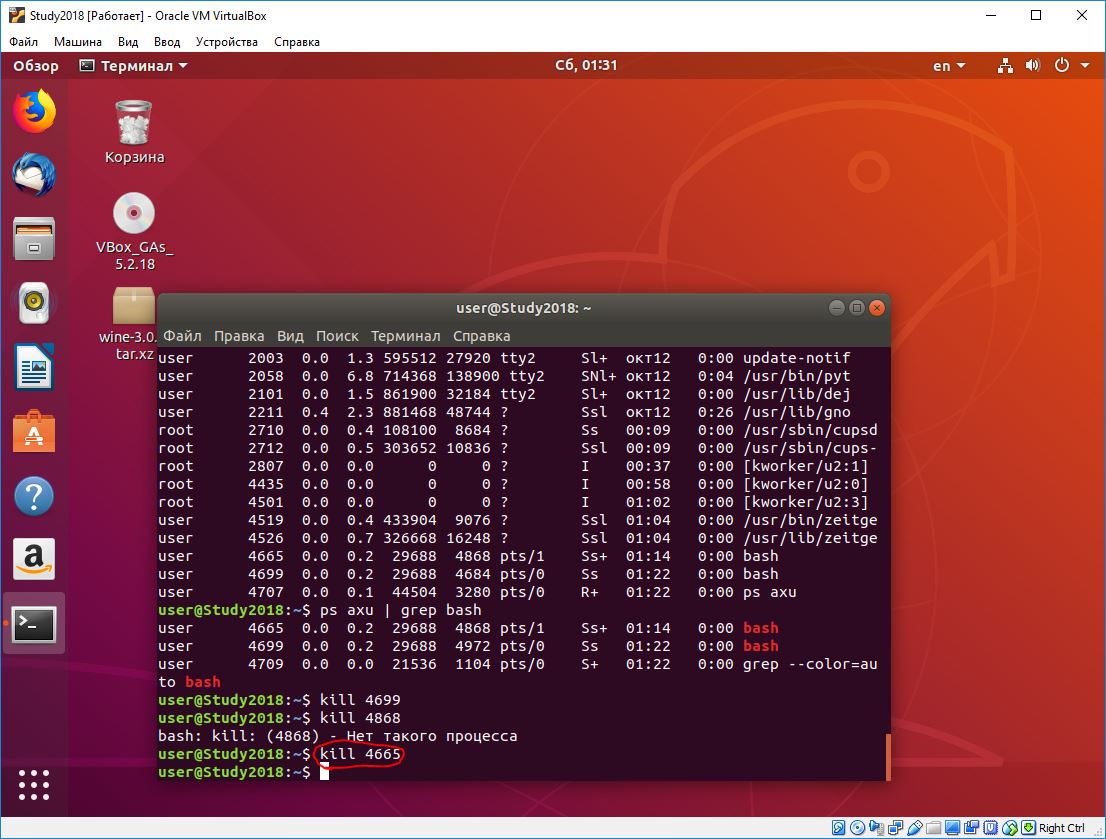 Study2018 [Работает] - Oracle VM VirtualBox
Файл Машина Вид Ввод Устройства Справка
Обзор Терминал Сб, 01:31 en
Корзина
VBox_GAs_
5.2.18
wine-3.0.
tar.xz
user@Study2018: ~
Файл Правка Вид Поиск Терминал Справка
user 2003 0.0 1.3 595512 27920 tty2 Sl+ окт12 0:00 update-notif
user 2058 0.0 6.8 714368 138900 tty2 SNl+ окт12 0:04 /usr/bin/pyt
user 2101 0.0 1.5 861900 32184 tty2 Sl+ окт12 0:00 /usr/lib/dej
user 2211 0.4 2.3 881468 48744 ? Ssl окт12 0:26 /usr/lib/gno
root 2710 0.0 0.4 108100 8684 ? Ss 00:09 0:00 /usr/sbin/cupsd
root 2712 0.0 0.5 303652 10836 ? Ssl 00:09 0:00 /usr/sbin/cups-
root 2807 0.0 0.0 0 0 ? I 00:37 0:00 [kworker/u2:1]
root 4435 0.0 0.0 0 0 ? I 00:58 0:00 [kworker/u2:0]
root 4501 0.0 0.0 0 0 ? I 01:02 0:00 [kworker/u2:3]
user 4519 0.0 0.4 433904 9076 ? Ssl 01:04 0:00 /usr/bin/zeitge
user 4526 0.0 0.7 326668 16248 ? Ssl 01:04 0:00 /usr/lib/zeitge
user 4665 0.0 0.2 29688 4868 pts/1 Ss+ 01:14 0:00 bash
user 4699 0.0 0.2 29688 4684 pts/0 Ss 01:22 0:00 bash
user 4707 0.0 0.1 44504 3280 pts/0 R+ 01:22 0:00 ps axu
user@Study2018:~$ ps axu | grep bash
user 4665 0.0 0.2 29688 4868 pts/1 Ss+ 01:14 0:00 bash
user 4699 0.0 0.2 29688 4972 pts/0 Ss 01:22 0:00 bash
user 4709 0.0 0.0 21536 1104 pts/0 S+ 01:22 0:00 grep --color=au
to bash
user@Study2018:~$ kill 4699
user@Study2018:~$ kill 4868
bash: kill: (4868) - Нет такого процесса
user@Study2018:~$ kill 4665
user@Study2018:~$
Right Ctrl